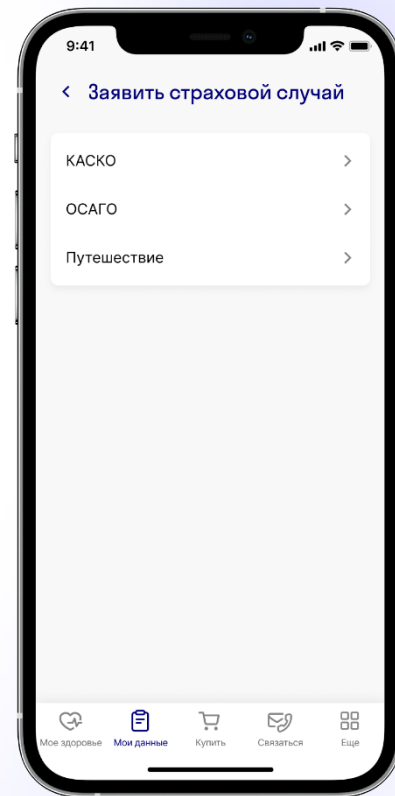 9:41
Заявить страховой случай
КАСКО
ОСАГО
Путешествие
Мое здоровье Мои данные Купить Связаться Еще